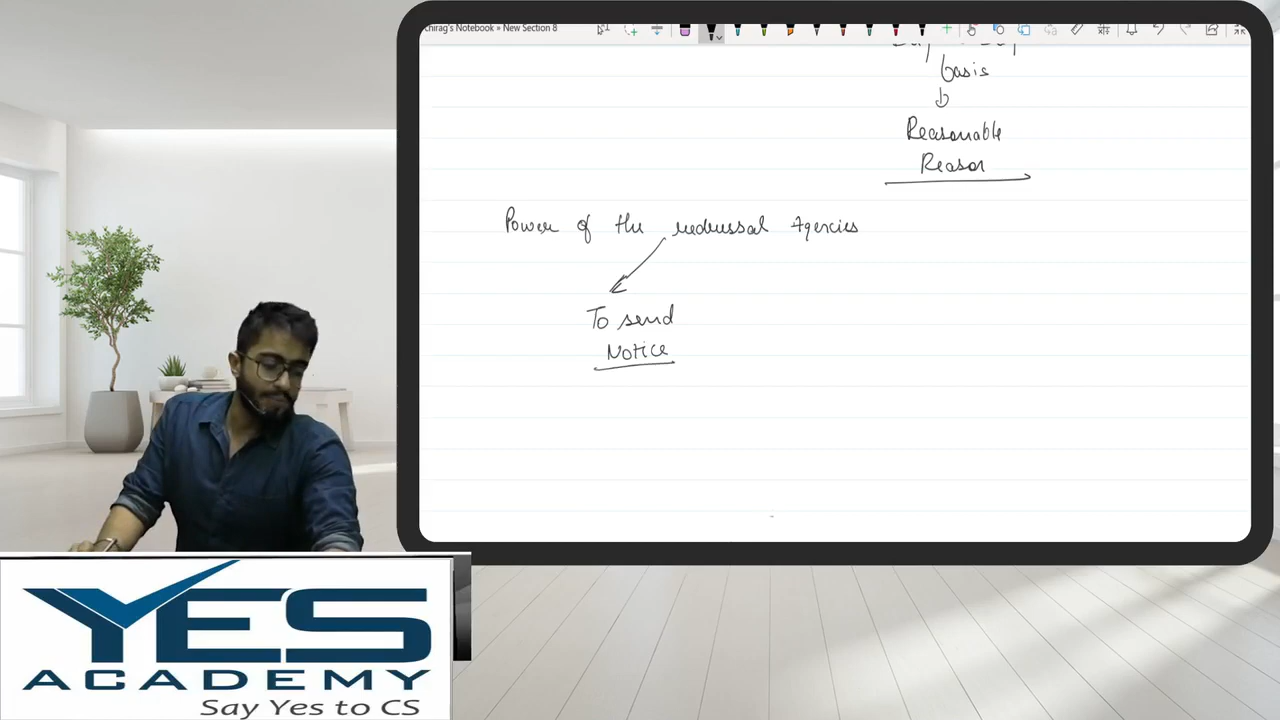 chirag's Notebook » New Section 8
basis
Reasonable
Reason
Power of the redressal Agencies
To send
Notice
YES
ACADEMY
Say Yes to CS